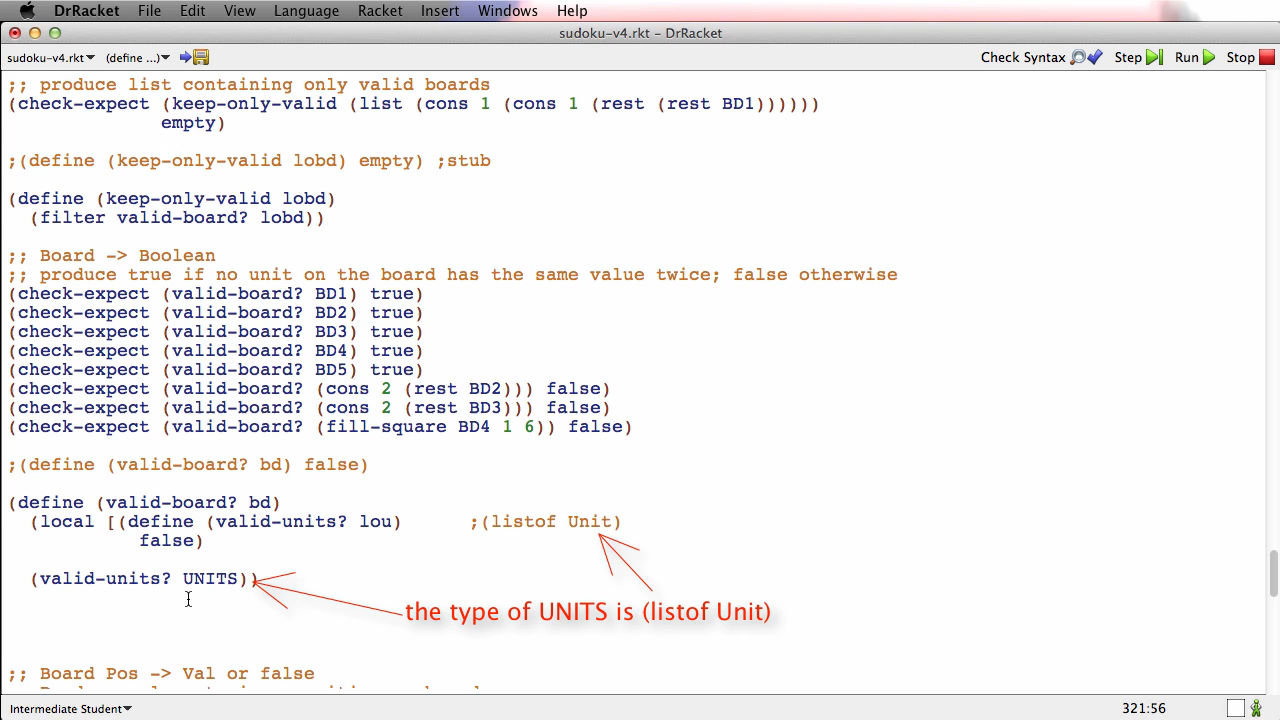 DrRacket File Edit View Language Racket Insert Windows Help
sudoku-v4.rkt - DrRacket
sudoku-v4.rkt▾ (define ...)▾ Check Syntax Step Run Stop
;; produce list containing only valid boards
(check-expect (keep-only-valid (list (cons 1 (cons 1 (rest (rest BD1))))))
empty)
;(define (keep-only-valid lobd) empty) ;stub
(define (keep-only-valid lobd)
(filter valid-board? lobd))
;; Board -> Boolean
;; produce true if no unit on the board has the same value twice; false otherwise
(check-expect (valid-board? BD1) true)
(check-expect (valid-board? BD2) true)
(check-expect (valid-board? BD3) true)
(check-expect (valid-board? BD4) true)
(check-expect (valid-board? BD5) true)
(check-expect (valid-board? (cons 2 (rest BD2))) false)
(check-expect (valid-board? (cons 2 (rest BD3))) false)
(check-expect (valid-board? (fill-square BD4 1 6)) false)
;(define (valid-board? bd) false)
(define (valid-board? bd)
(local [(define (valid-units? lou) ;(listof Unit)
false)
(valid-units? UNITS))
the type of UNITS is (listof Unit)
;; Board Pos -> Val or false
Intermediate Student▾ 321:56